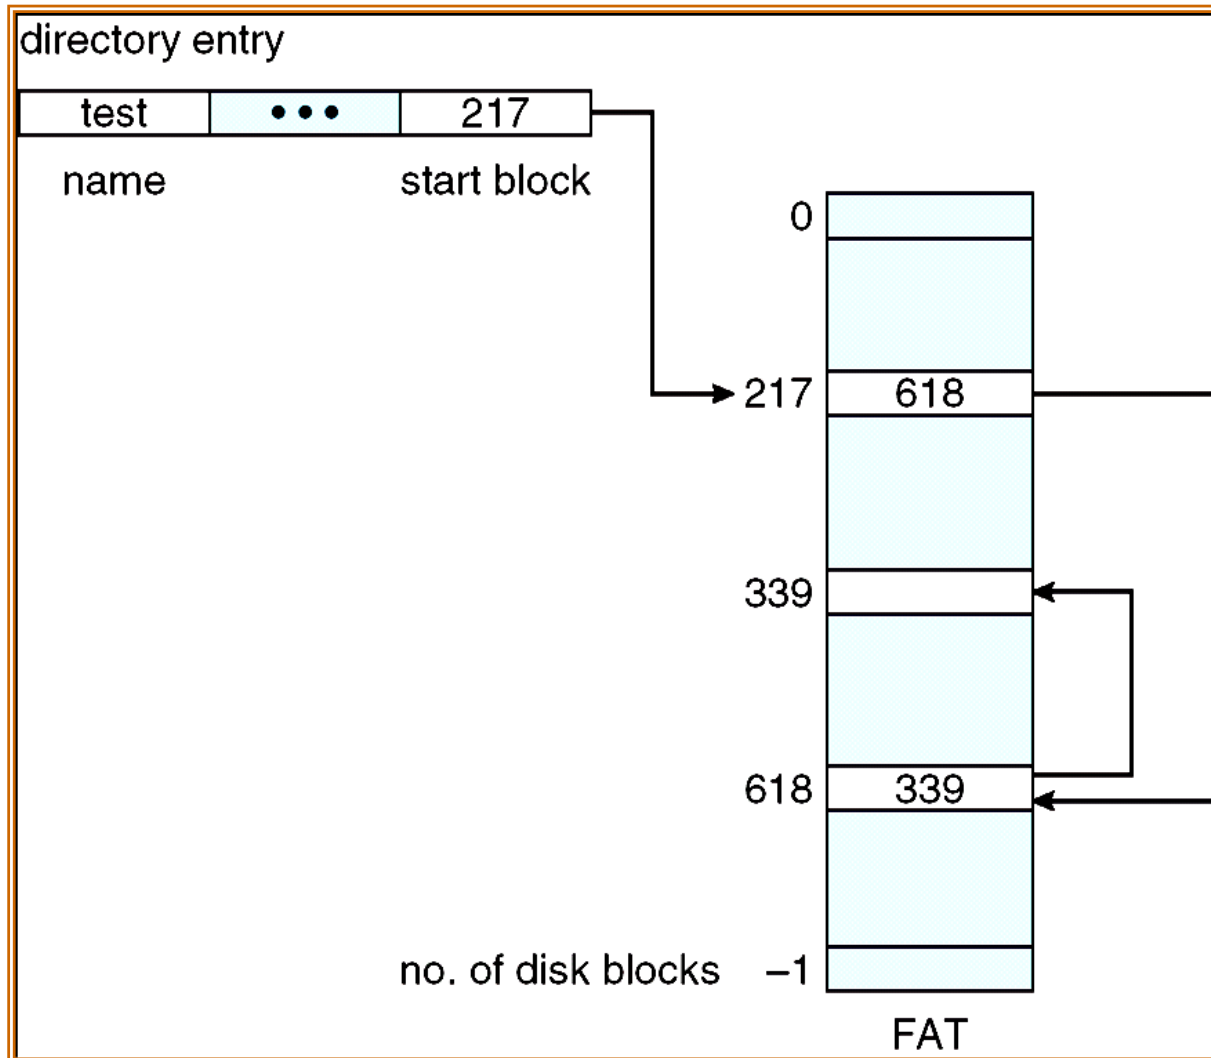 directory entry
test ••• 217
name start block
0
217 618
339
618 339
no. of disk blocks –1
FAT